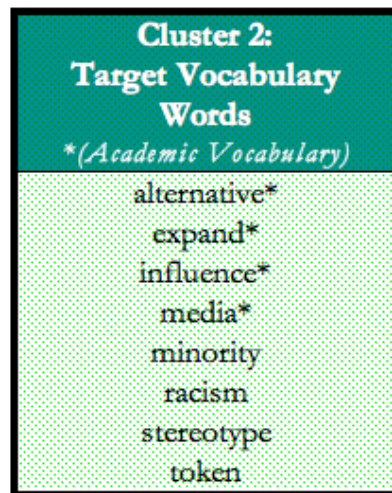 Cluster 2:
Target Vocabulary
Words
*(Academic Vocabulary)
alternative*
expand*
influence*
media*
minority
racism
stereotype
token